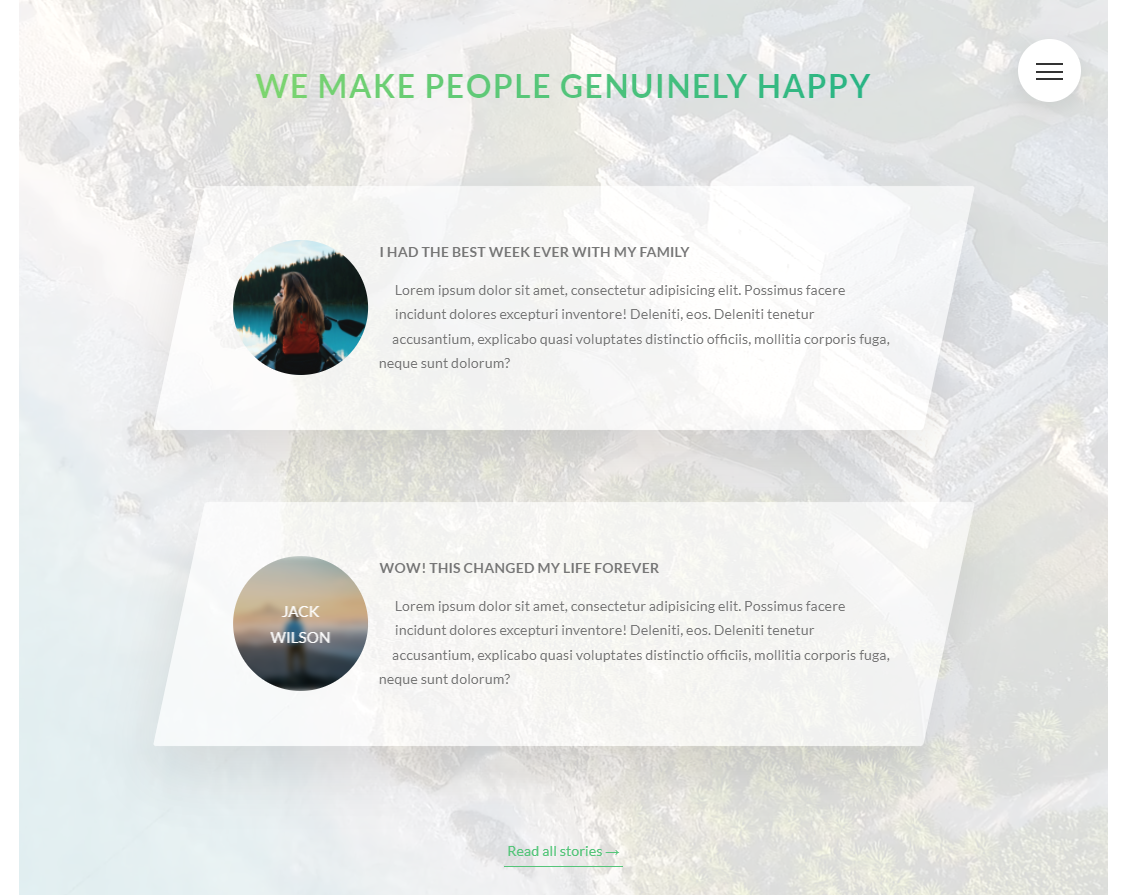 WE MAKE PEOPLE GENUINELY HAPPY
I HAD THE BEST WEEK EVER WITH MY FAMILY
Lorem ipsum dolor sit amet, consectetur adipisicing elit. Possimus facere
incidunt dolores excepturi inventore! Deleniti, eos. Deleniti tenetur
accusantium, explicabo quasi voluptates distinctio officiis, mollitia corporis fuga,
neque sunt dolorum?
JACK
WILSON
WOW! THIS CHANGED MY LIFE FOREVER
Lorem ipsum dolor sit amet, consectetur adipisicing elit. Possimus facere
incidunt dolores excepturi inventore! Deleniti, eos. Deleniti tenetur
accusantium, explicabo quasi voluptates distinctio officiis, mollitia corporis fuga,
neque sunt dolorum?
Read all stories →